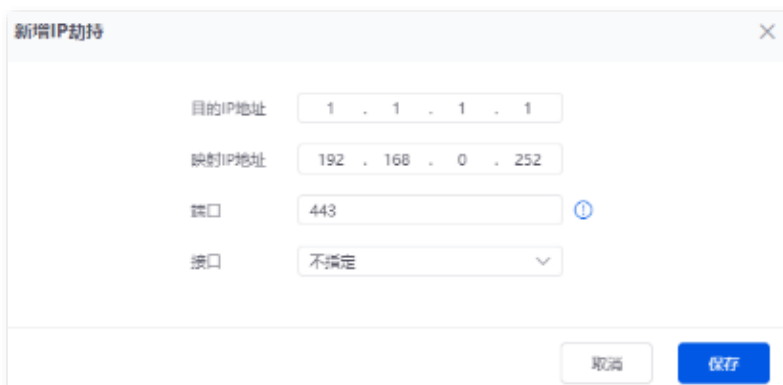 新增IP劫持
目的IP地址 1 . 1 . 1 . 1
映射IP地址 192 . 168 . 0 . 252
端口 443
接口 不指定
取消 保存